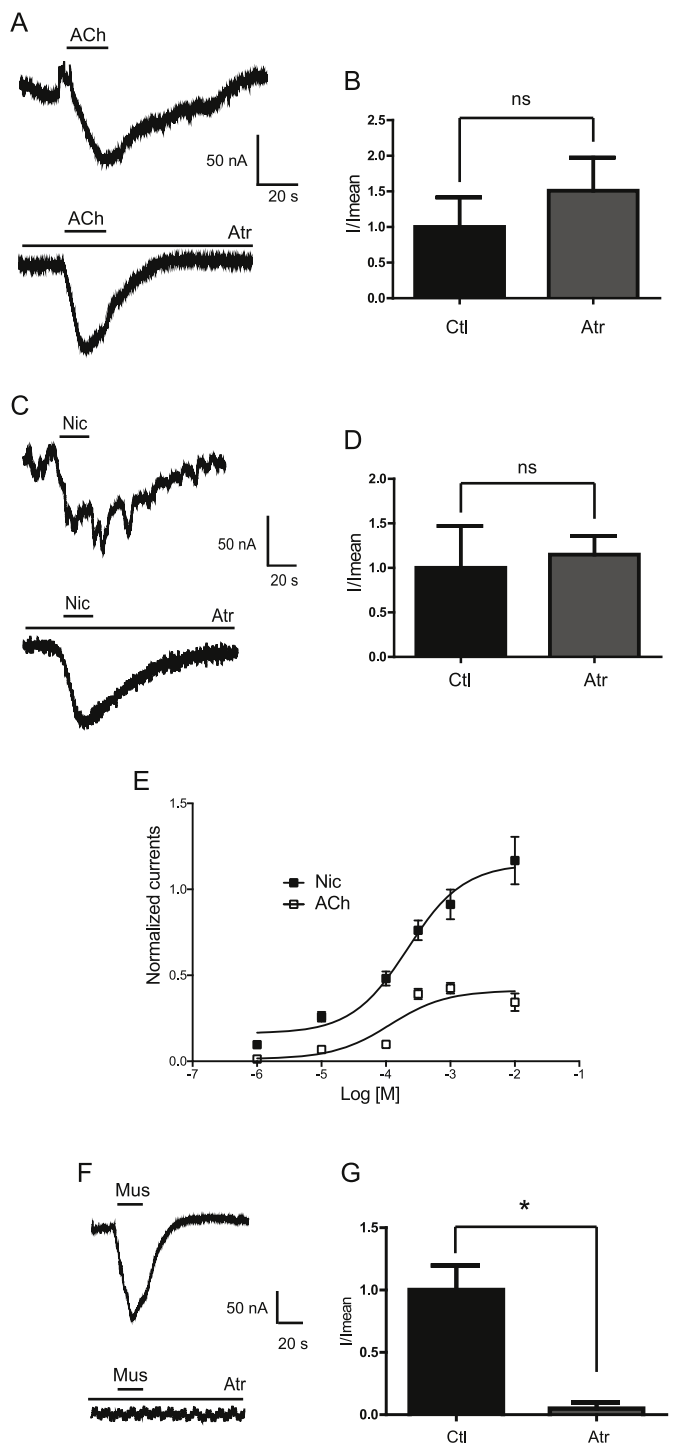 A
ACh
50 nA
20 s
ACh
Atr
B
ns
2.5
2.0
1.5
1.0
0.5
0.0
I/Imean
Ctl
Atr
C
Nic
50 nA
20 s
Nic
Atr
D
ns
2.0
1.5
1.0
0.5
0.0
I/Imean
Ctl
Atr
E
1.5
1.0
0.5
0.0
Normalized currents
Nic
ACh
-7
-6
-5
-4
-3
-2
-1
Log [M]
F
Mus
50 nA
20 s
Mus
Atr
G
*
1.5
1.0
0.5
0.0
I/Imean
Ctl
Atr